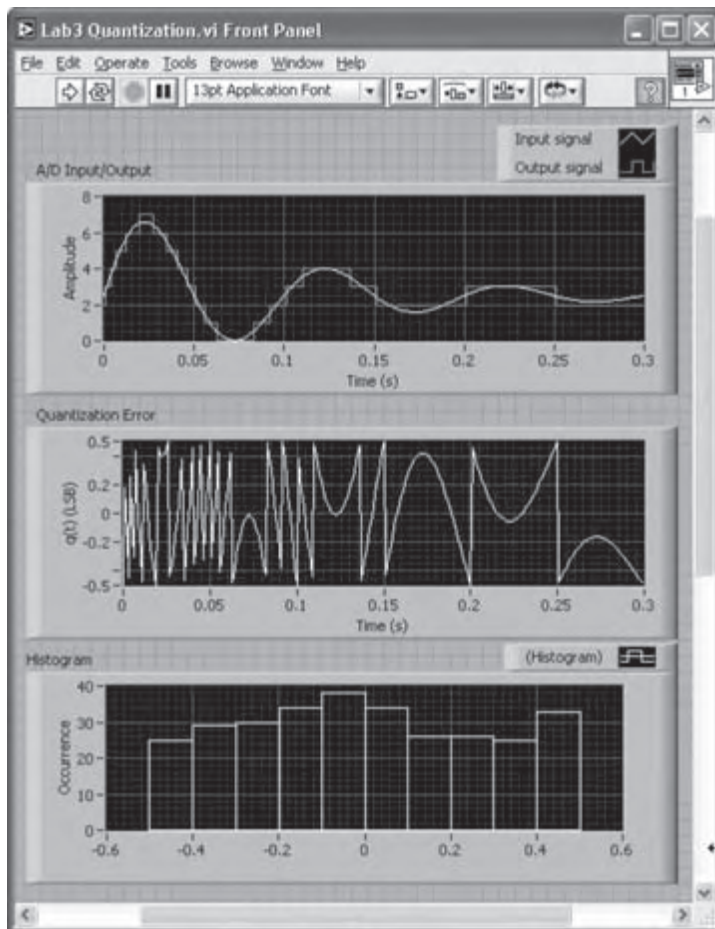 Lab3 Quantization.vi Front Panel
File Edit Operate Tools Browse Window Help
13pt Application Font
1
Input signal
Output signal
A/D Input/Output
8
6
4
2
0
Amplitude
0 0.05 0.1 0.15 0.2 0.25 0.3
Time (s)
Quantization Error
0.5
0.2
0
-0.2
-0.5
q(t) (LSB)
0 0.05 0.1 0.15 0.2 0.25 0.3
Time (s)
Histogram
(Histogram)
40
30
20
10
0
Occurrence
-0.6 -0.4 -0.2 0 0.2 0.4 0.6